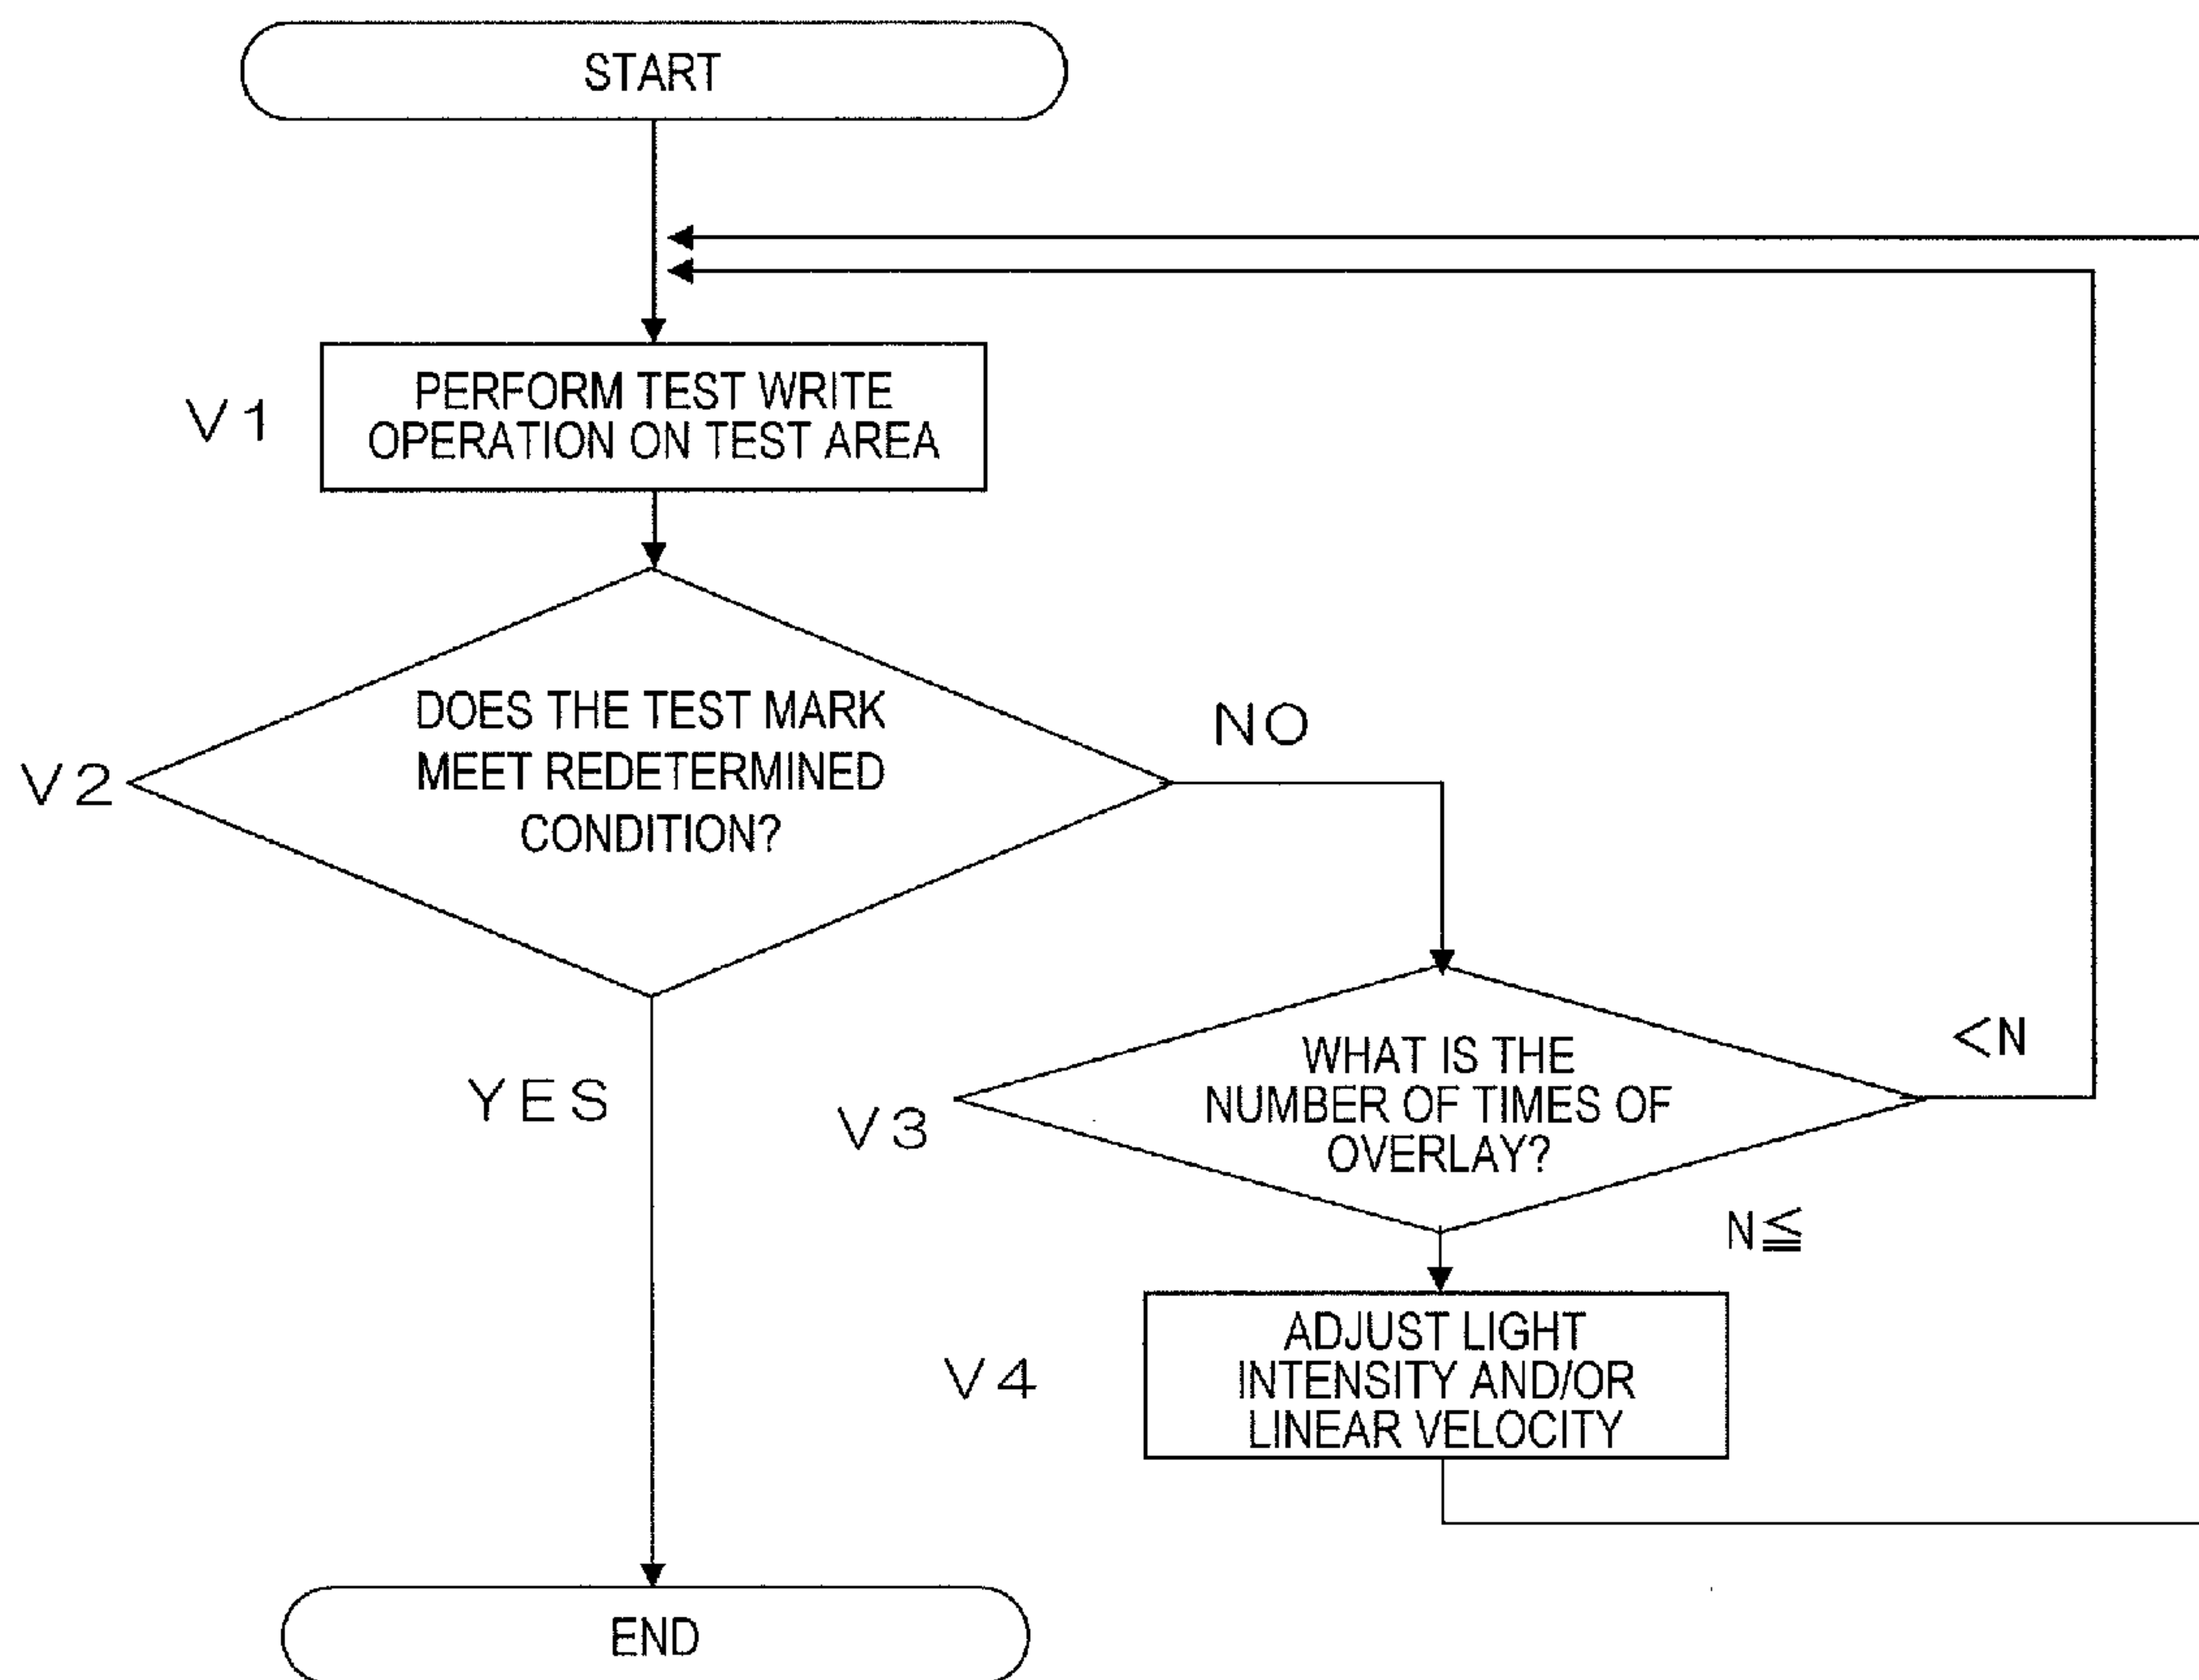 START
V1
PERFORM TEST WRITE
OPERATION ON TEST AREA
V2
DOES THE TEST MARK
MEET REDETERMINED
CONDITION?
NO
YES
V3
WHAT IS THE
NUMBER OF TIMES OF
OVERLAY?
<N
N≦
V4
ADJUST LIGHT
INTENSITY AND/OR
LINEAR VELOCITY
END